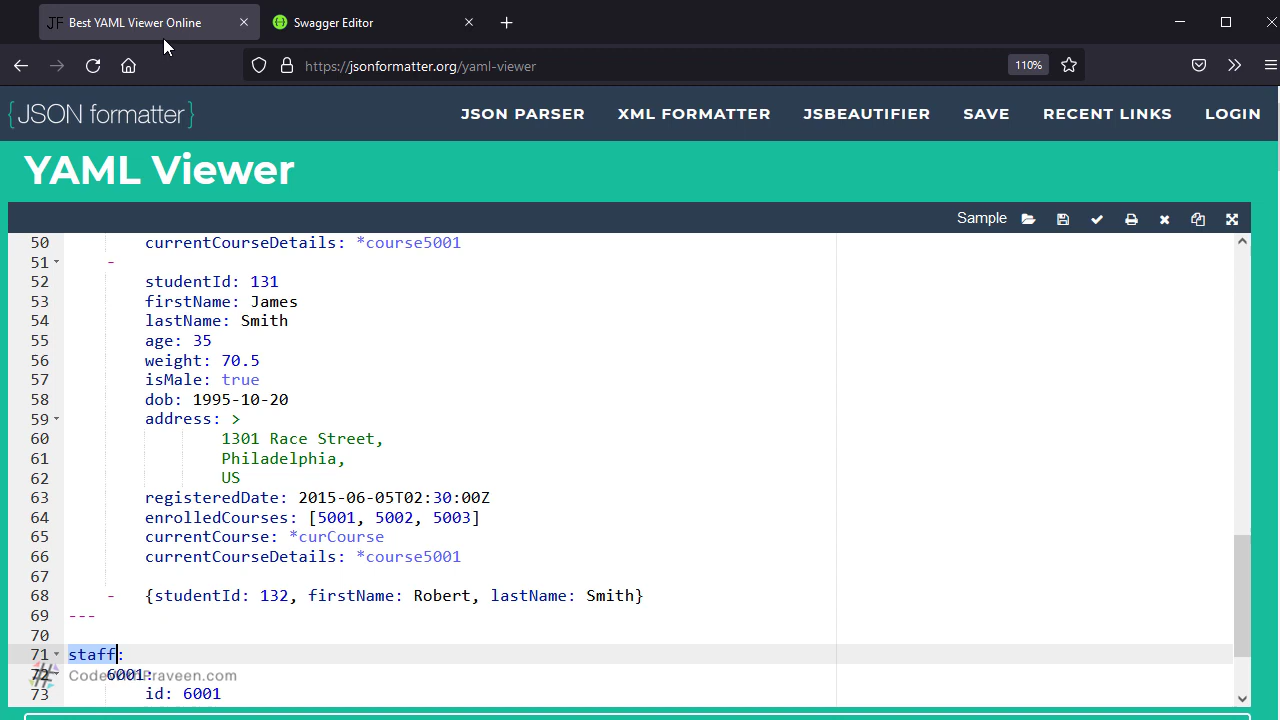 JF Best YAML Viewer Online
Swagger Editor
https://jsonformatter.org/yaml-viewer
110%
{JSON formatter}
JSON PARSER
XML FORMATTER
JSBEAUTIFIER
SAVE
RECENT LINKS
LOGIN
YAML Viewer
Sample
50 currentCourseDetails: *course5001
51 -
52 studentId: 131
53 firstName: James
54 lastName: Smith
55 age: 35
56 weight: 70.5
57 isMale: true
58 dob: 1995-10-20
59 address: >
60 1301 Race Street,
61 Philadelphia,
62 US
63 registeredDate: 2015-06-05T02:30:00Z
64 enrolledCourses: [5001, 5002, 5003]
65 currentCourse: *curCourse
66 currentCourseDetails: *course5001
67
68 - {studentId: 132, firstName: Robert, lastName: Smith}
69 ---
70
71 staff:
72 6001:
CodeWithPraveen.com
73 id: 6001